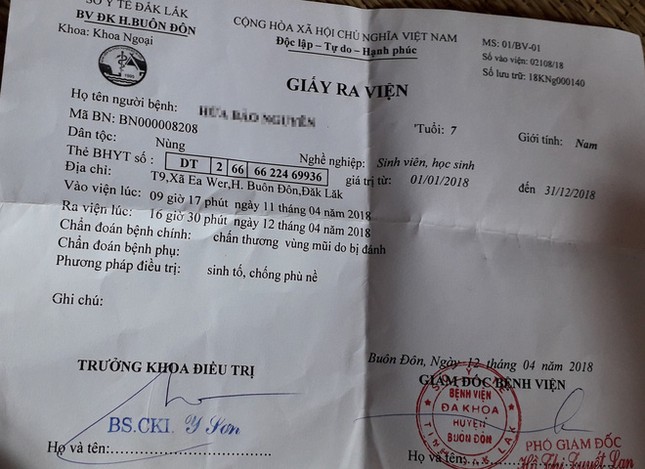 SỞ Y TẾ ĐẮK LẮK
BV ĐK H.BUÔN ĐÔN
Khoa: Khoa Ngoại
CỘNG HÒA XÃ HỘI CHỦ NGHĨA VIỆT NAM
Độc lập – Tự do – Hạnh phúc
MS: 01/BV-01
Số vào viện: 02108/18
Số lưu trữ: 18KNg000140
GIẤY RA VIỆN
Họ tên người bệnh: HỨA BẢO NGUYÊN
Tuổi: 7
Giới tính: Nam
Mã BN: BN000008208
Dân tộc: Nùng
Nghề nghiệp: Sinh viên, học sinh
Thẻ BHYT số: DT 2 66 66 224 69936
giá trị từ: 01/01/2018 đến 31/12/2018
Địa chỉ: T9,Xã Ea Wer,H. Buôn Đôn,Đăk Lăk
Vào viện lúc: 09 giờ 17 phút ngày 11 tháng 04 năm 2018
Ra viện lúc: 16 giờ 30 phút ngày 12 tháng 04 năm 2018
Chẩn đoán bệnh chính: chấn thương vùng mũi do bị đánh
Chẩn đoán bệnh phụ:
Phương pháp điều trị: sinh tố, chống phù nề
Ghi chú:
Buôn Đôn, Ngày 12 tháng 04 năm 2018
TRƯỞNG KHOA ĐIỀU TRỊ
GIÁM ĐỐC BỆNH VIỆN
BỆNH VIỆN
ĐA KHOA
HUYỆN
BUÔN ĐÔN
TỈNH ĐẮK LẮK
BS.CKI. Y Sơn
PHÓ GIÁM ĐỐC
Họ và tên:
Họ và tên: